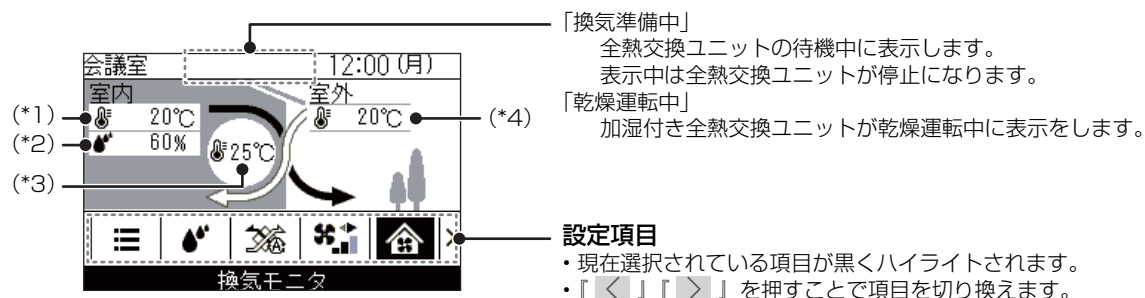 「換気準備中」
全熱交換ユニットの待機中に表示します。
表示中は全熱交換ユニットが停止になります。
「乾燥運転中」
加湿付き全熱交換ユニットが乾燥運転中に表示をします。
会議室 12:00 (月)
室内 室外
(*1) 20℃ 20℃ (*4)
(*2) 60%
(*3) 25℃
A
換気モニタ
設定項目
・現在選択されている項目が黒くハイライトされます。
・『 < 』『 > 』を押すことで項目を切り換えます。